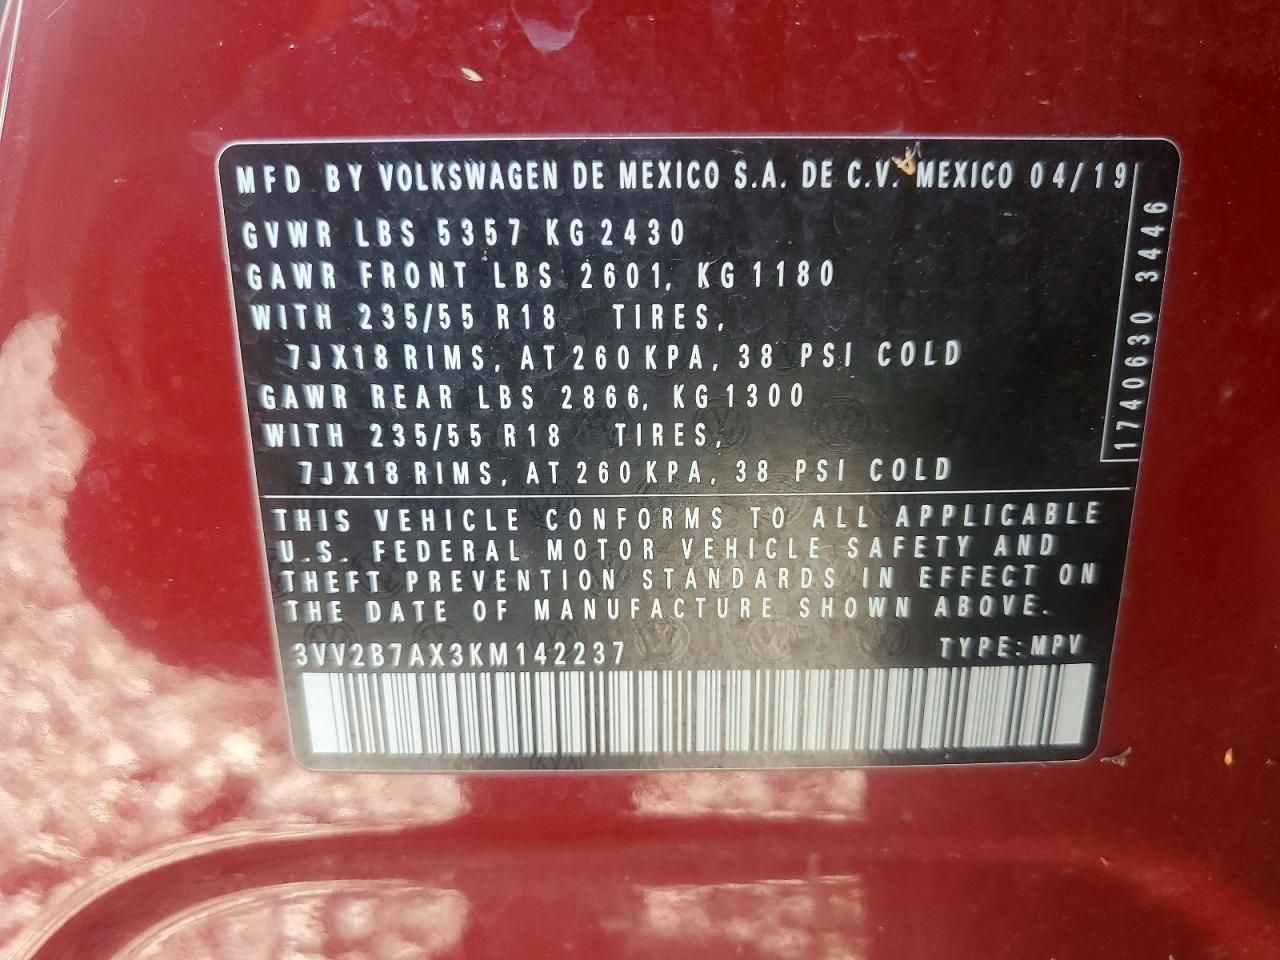 MFD BY VOLKSWAGEN DE MEXICO S.A. DE C.V. MEXICO 04/19
GVWR LBS 5357 KG 2430
GAWR FRONT LBS 2601, KG 1180
WITH 235/55 R18 TIRES,
7JX18 RIMS, AT 260 KPA, 38 PSI COLD
GAWR REAR LBS 2866, KG 1300
WITH 235/55 R18 TIRES,
7JX18 RIMS, AT 260 KPA, 38 PSI COLD
1740630 3446
THIS VEHICLE CONFORMS TO ALL APPLICABLE
U.S. FEDERAL MOTOR VEHICLE SAFETY AND
THEFT PREVENTION STANDARDS IN EFFECT ON
THE DATE OF MANUFACTURE SHOWN ABOVE.
3VV2B7AX3KM142237 TYPE: MPV